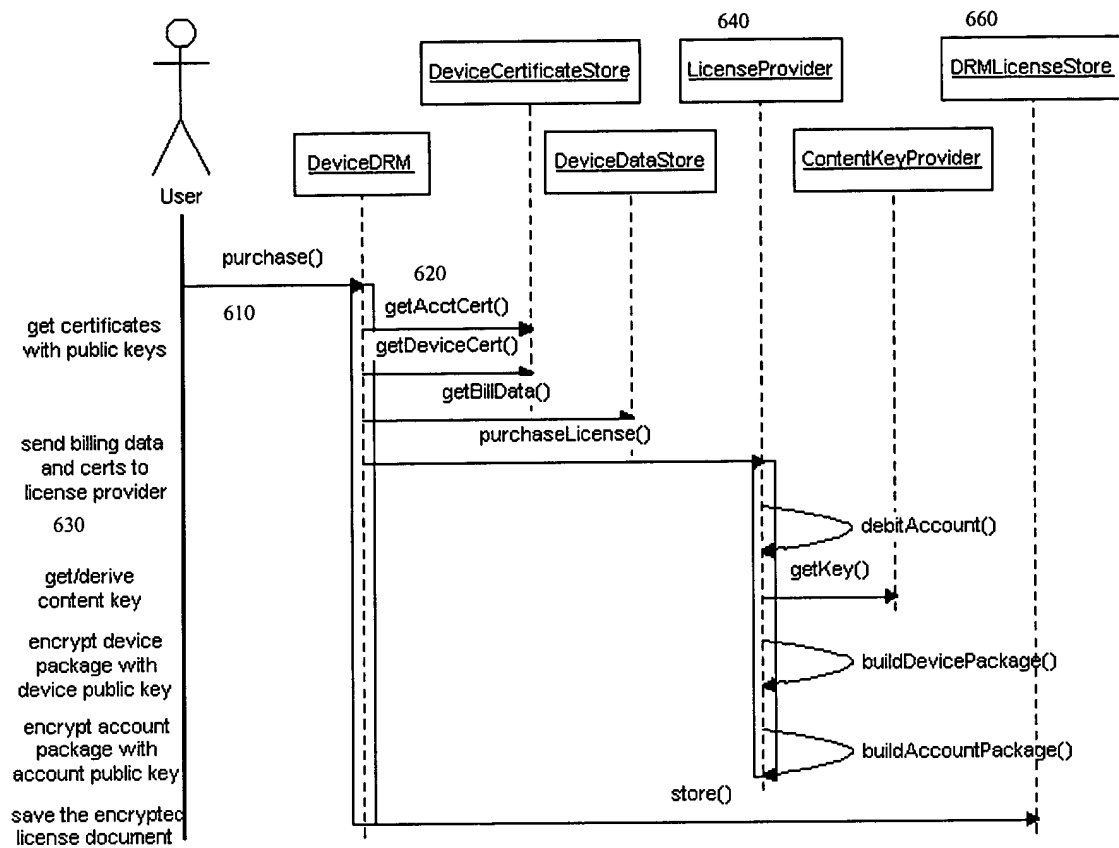 640
660
DeviceCertificateStore
LicenseProvider
DRMLicenseStore
DeviceDRM
DeviceDataStore
ContentKeyProvider
User
purchase()
620
getAcctCert()
610
get certificates
with public keys
getDeviceCert()
getBillData()
purchaseLicense()
send billing data
and certs to
license provider
630
debitAccount()
getKey()
get/derive
content key
encrypt device
package with
device public key
buildDevicePackage()
encrypt account
package with
account public key
buildAccountPackage()
store()
save the encrypted
license document